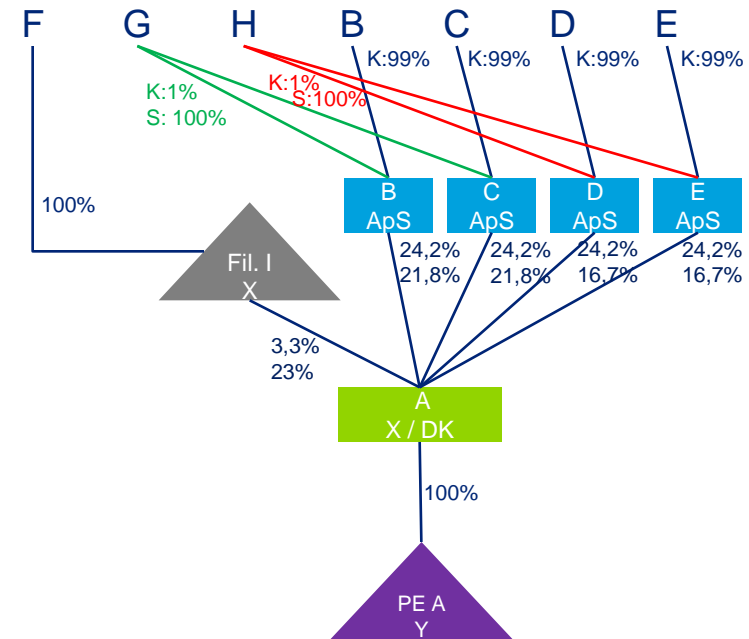 F G H B C D E
K:99% K:99% K:99% K:99%
K:1%
S: 100%
K:1%
S:100%
B
ApS
C
ApS
D
ApS
E
ApS
100%
24,2%
21,8%
24,2%
21,8%
24,2%
16,7%
24,2%
16,7%
Fil. I
X
3,3%
23%
A
X / DK
100%
PE A
Y